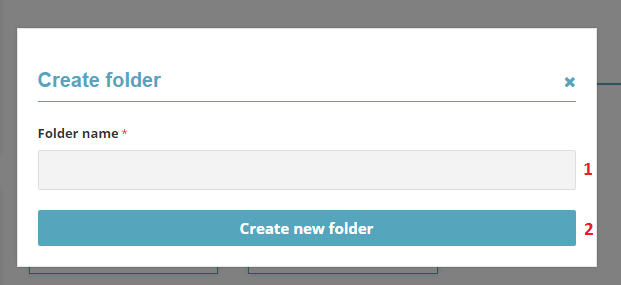 Create folder
Folder name *
1
Create new folder
2